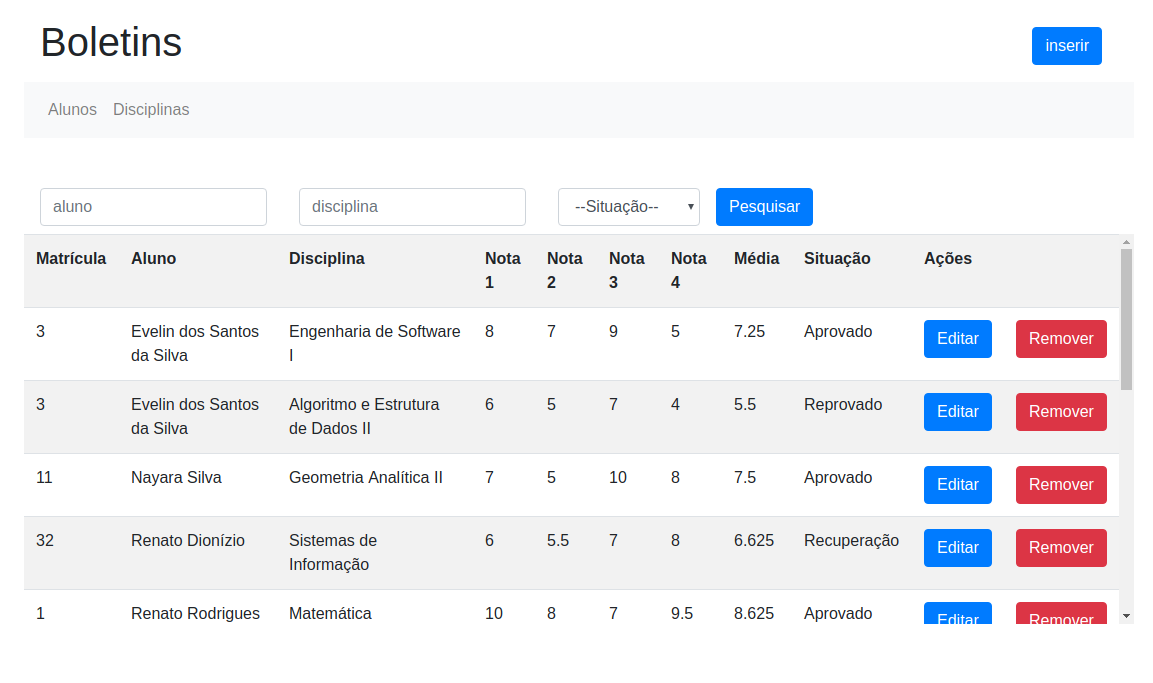 Boletins
inserir
Alunos Disciplinas
aluno disciplina --Situação-- Pesquisar
Matrícula Aluno Disciplina Nota Nota Nota Nota Média Situação Ações
1 2 3 4
3 Evelin dos Santos Engenharia de Software 8 7 9 5 7.25 Aprovado Editar Remover
da Silva I
3 Evelin dos Santos Algoritmo e Estrutura 6 5 7 4 5.5 Reprovado Editar Remover
da Silva de Dados II
11 Nayara Silva Geometria Analítica II 7 5 10 8 7.5 Aprovado Editar Remover
32 Renato Dionízio Sistemas de 6 5.5 7 8 6.625 Recuperação Editar Remover
Informação
1 Renato Rodrigues Matemática 10 8 7 9.5 8.625 Aprovado Editar Remover